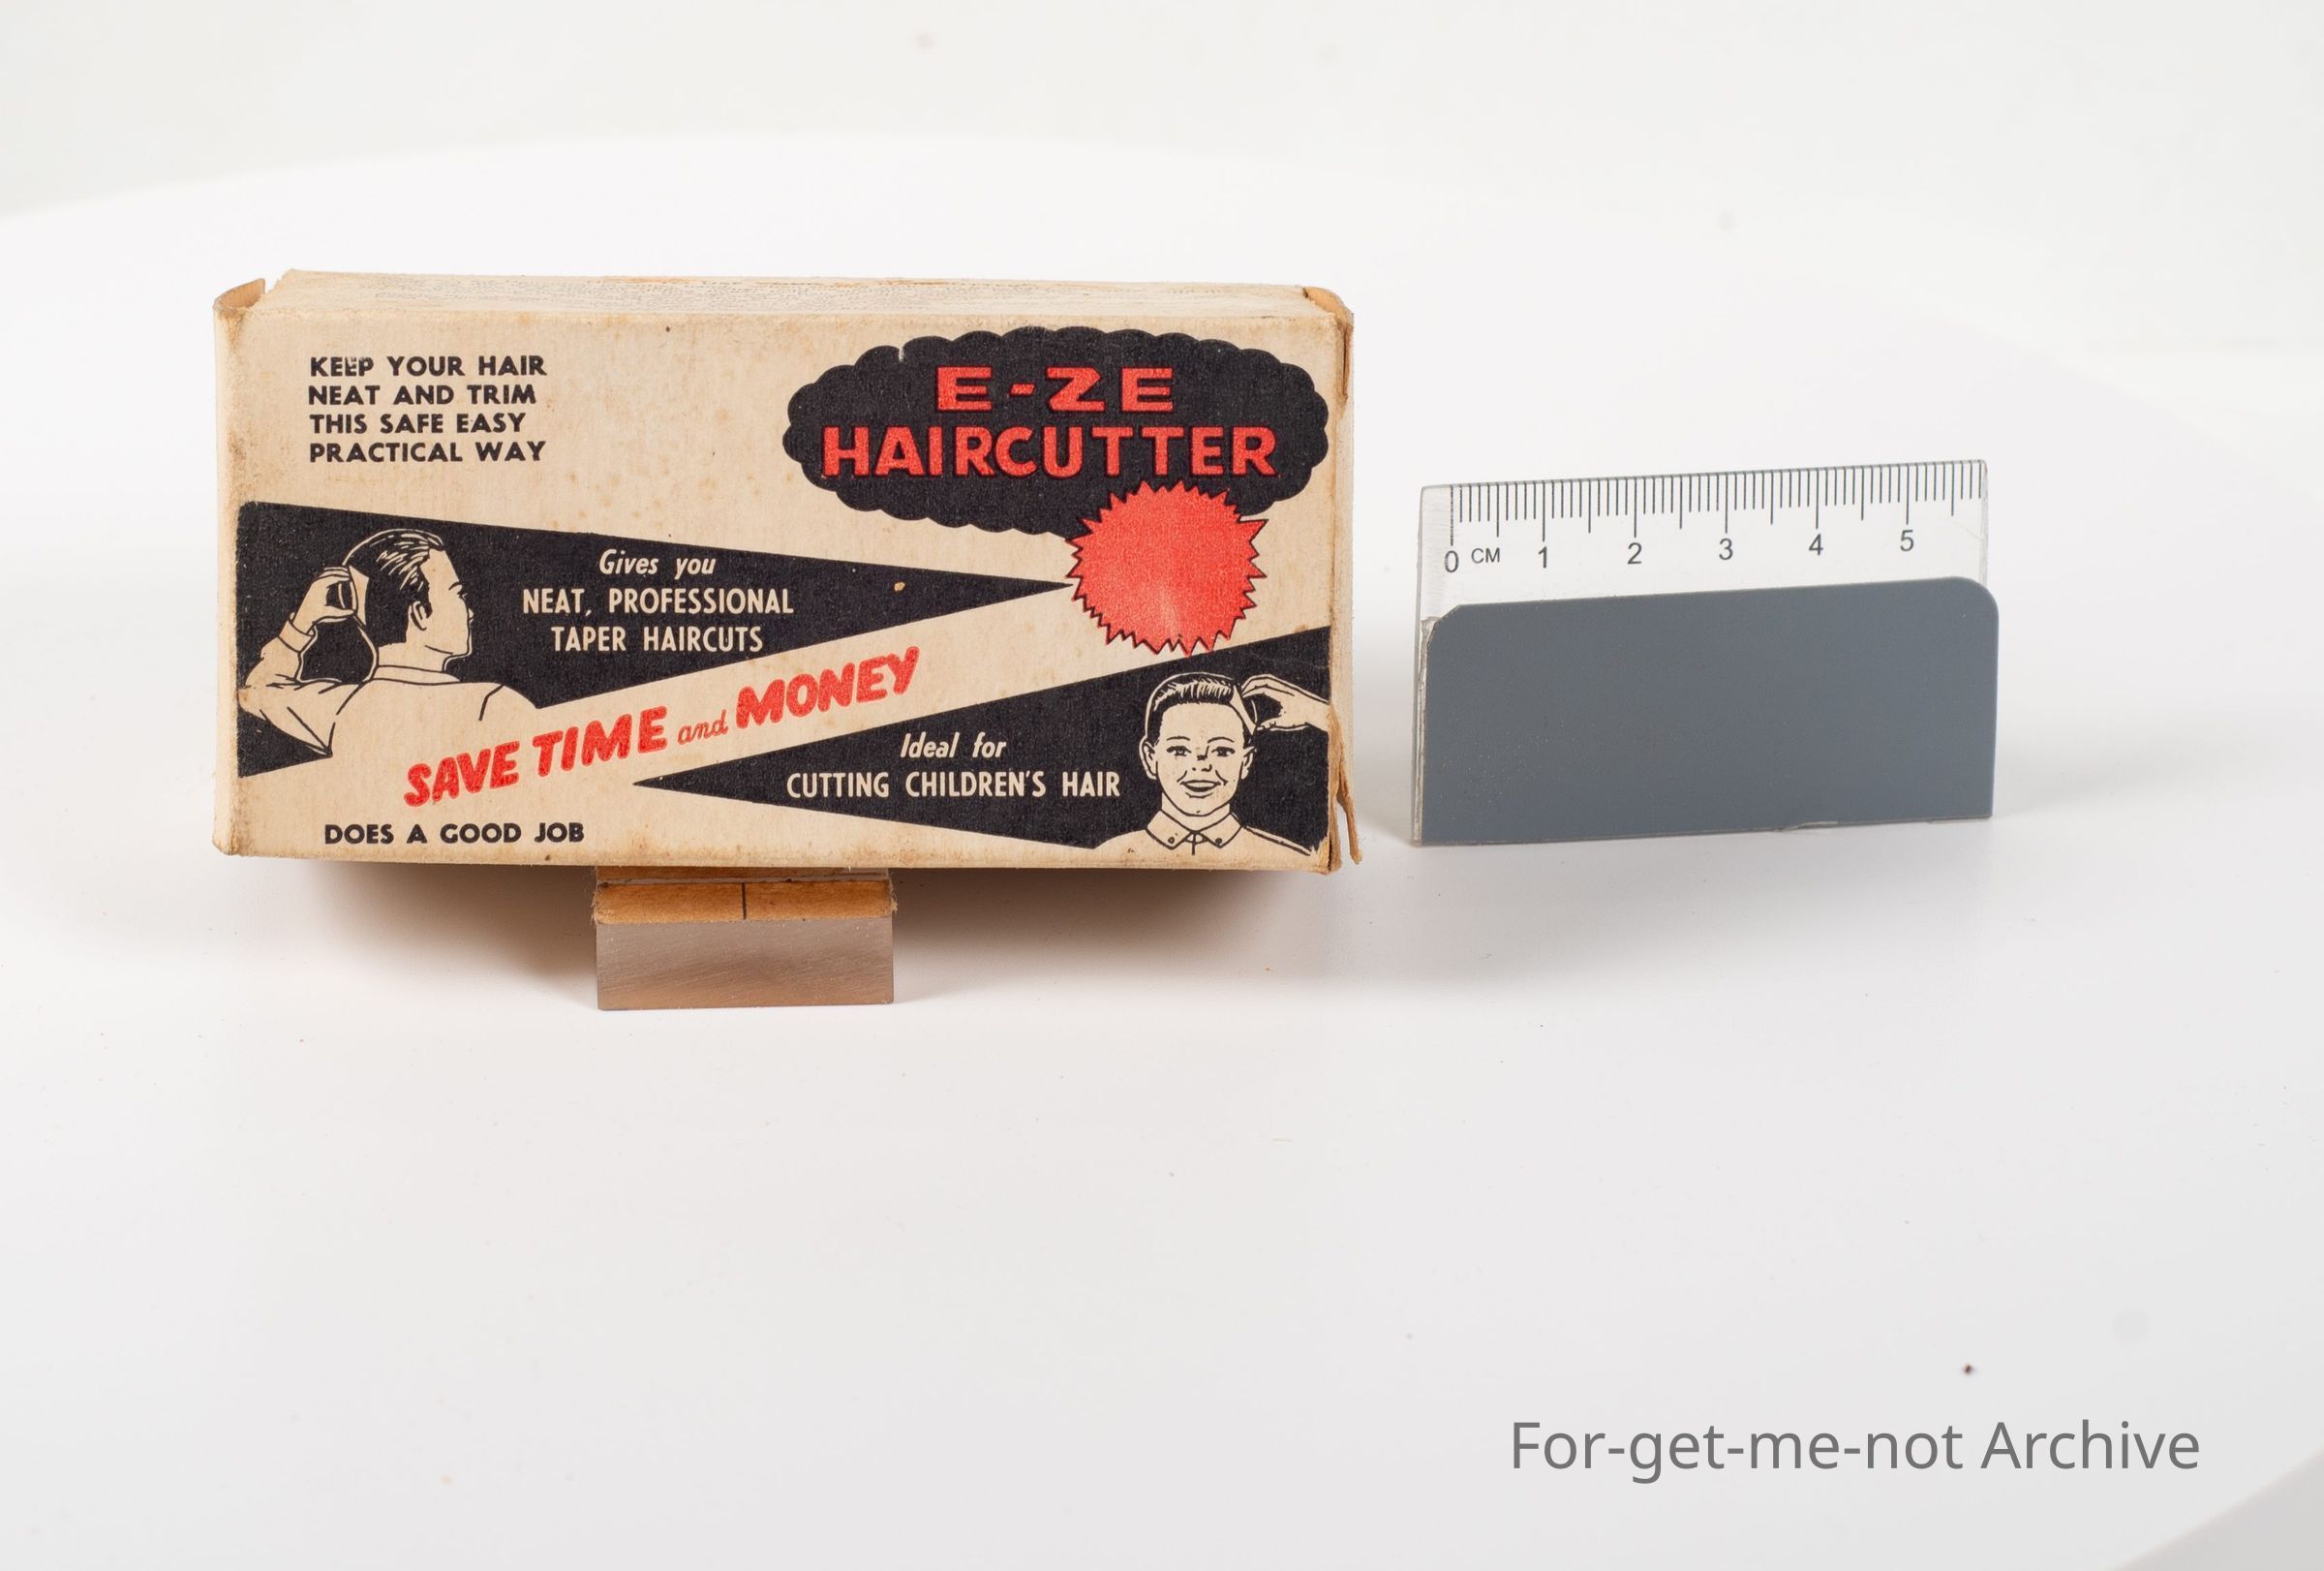 KEEP YOUR HAIR
NEAT AND TRIM
THIS SAFE EASY
PRACTICAL WAY
E-ZE
HAIRCUTTER
Gives you
NEAT, PROFESSIONAL
TAPER HAIRCUTS
SAVE TIME and MONEY
Ideal for
CUTTING CHILDREN'S HAIR
DOES A GOOD JOB
0 CM 1 2 3 4 5
For-get-me-not Archive